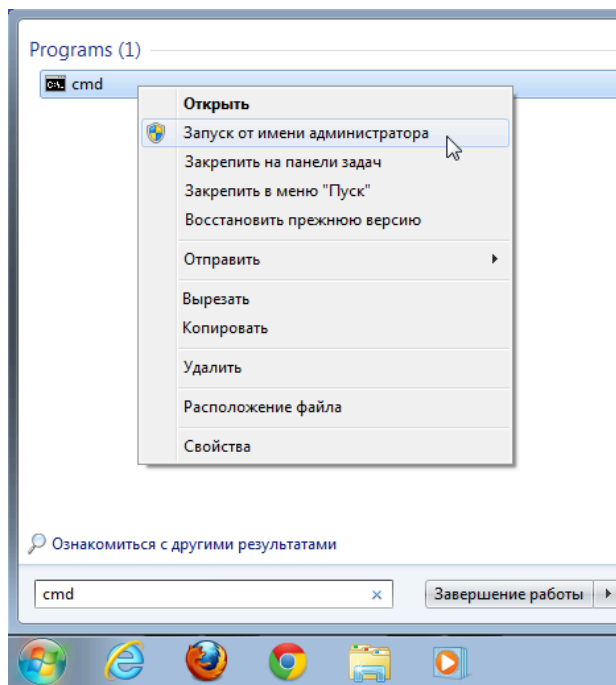 Programs (1)
cmd
Открыть
Запуск от имени администратора
Закрепить на панели задач
Закрепить в меню "Пуск"
Восстановить прежнюю версию
Отправить
Вырезать
Копировать
Удалить
Расположение файла
Свойства
Ознакомиться с другими результатами
cmd
Завершение работы